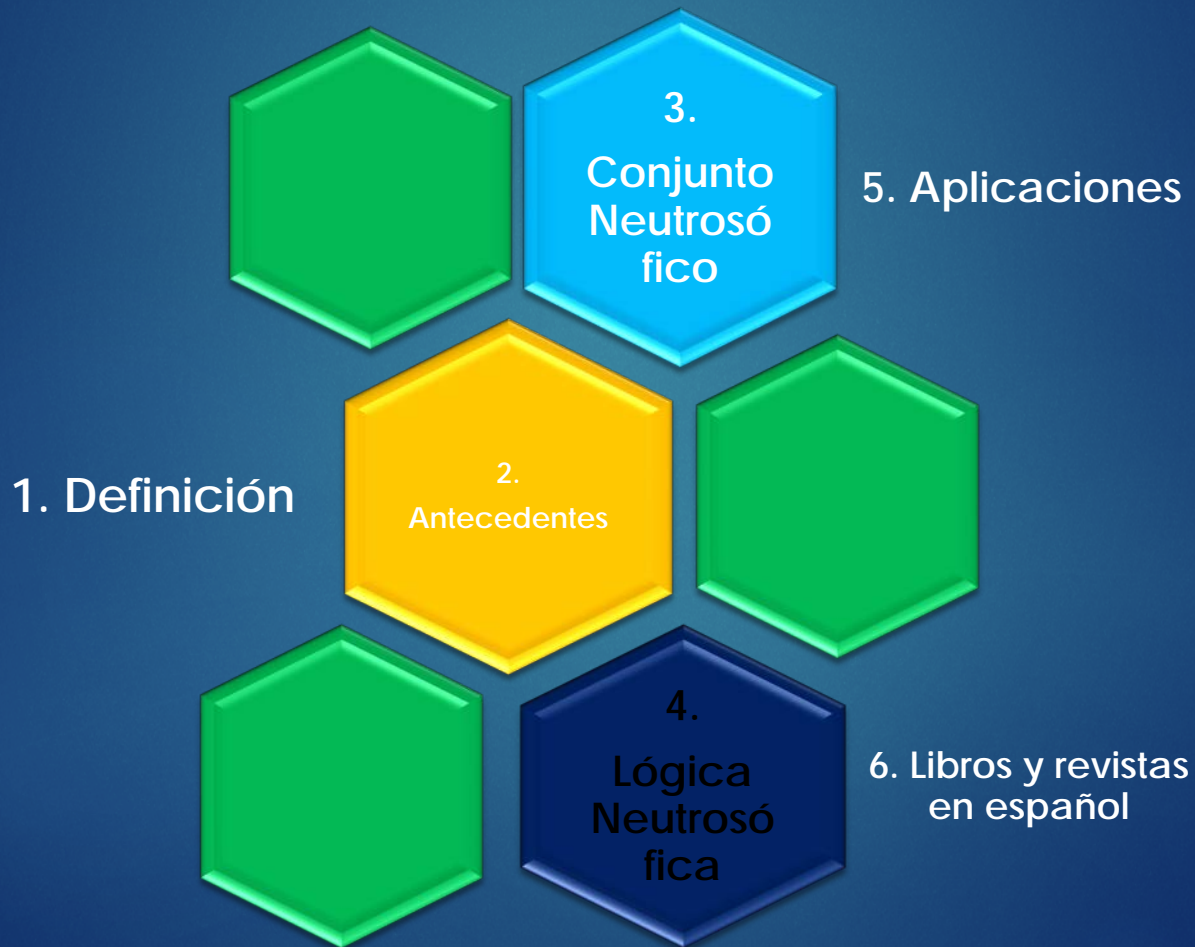 1. Definición
2.
Antecedentes
3.
Conjunto
Neutrosó
fico
4.
Lógica
Neutrosó
fica
5. Aplicaciones
6. Libros y revistas
en español